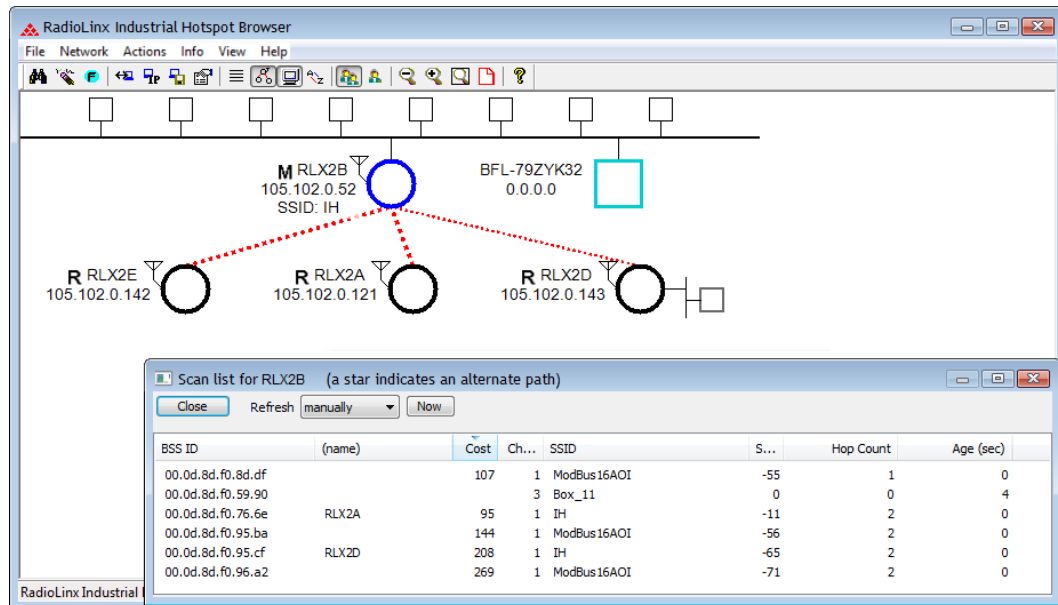 RadioLinx Industrial Hotspot Browser
File Network Actions Info View Help
M RLX2B
105.102.0.52
SSID: IH
BFL-79ZYK32
0.0.0.0
R RLX2E
105.102.0.142
R RLX2A
105.102.0.121
R RLX2D
105.102.0.143
Scan list for RLX2B (a star indicates an alternate path)
Close Refresh manually Now
BSS ID (name) Cost Ch... SSID S... Hop Count Age (sec)
00.0d.8d.f0.8d.df 107 1 ModBus16AOI -55 1 0
00.0d.8d.f0.59.90 3 Box_11 0 0 4
00.0d.8d.f0.76.6e RLX2A 95 1 IH -11 2 0
00.0d.8d.f0.95.ba 144 1 ModBus16AOI -56 2 0
00.0d.8d.f0.95.cf RLX2D 208 1 IH -65 2 0
00.0d.8d.f0.96.a2 269 1 ModBus16AOI -71 2 0
RadioLinx Industrial